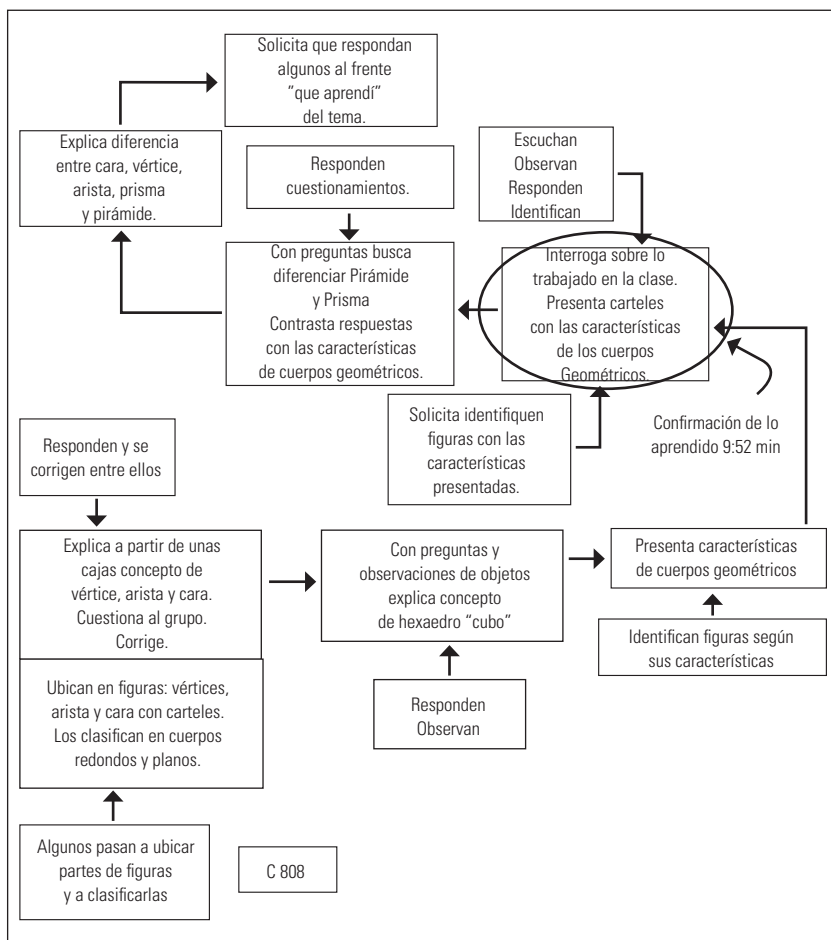 Solicita que respondan
algunos al frente
"que aprendí"
del tema.
Explica diferencia
entre cara, vértice,
arista, prisma
y pirámide.
Responden
cuestionamientos.
Escuchan
Observan
Responden
Identifican
Con preguntas busca
diferenciar Pirámide
y Prisma
Contrasta respuestas
con las características
de cuerpos geométricos.
Interroga sobre lo
trabajado en la clase.
Presenta carteles
con las características
de los cuerpos
Geométricos.
Solicita identifiquen
figuras con las
características
presentadas.
Confirmación de lo
aprendido 9:52 min
Responden y se
corrigen entre ellos
Explica a partir de unas
cajas concepto de
vértice, arista y cara.
Cuestiona al grupo.
Corrige.
Con preguntas y
observaciones de objetos
explica concepto
de hexaedro "cubo"
Presenta características
de cuerpos geométricos
Identifican figuras según
sus características
Ubican en figuras: vértices,
arista y cara con carteles.
Los clasifican en cuerpos
redondos y planos.
Responden
Observan
Algunos pasan a ubicar
partes de figuras
y a clasificarlas
C 808